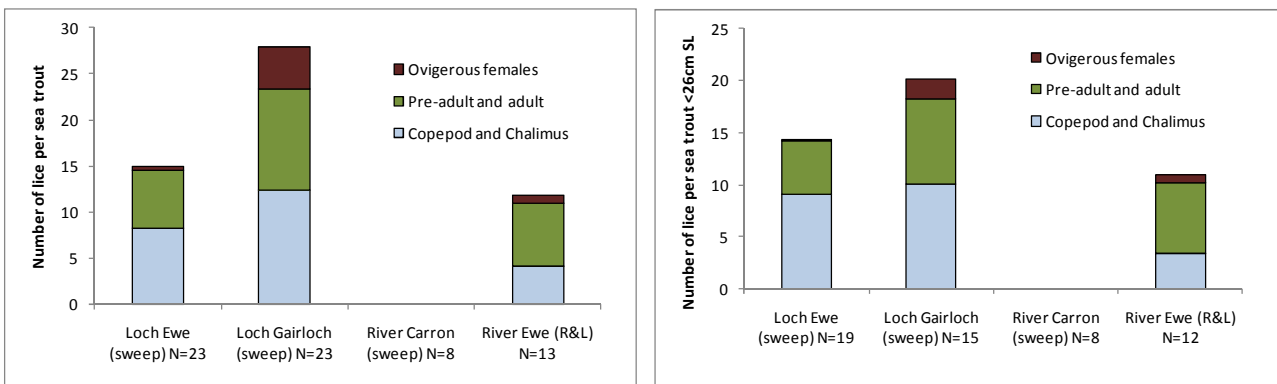 Number of lice per sea trout
30
25
20
15
10
5
0
Ovigerous females
Pre-adult and adult
Copepod and Chalimus
Loch Ewe
(sweep) N=23
Loch Gairloch
(sweep) N=23
River Carron
(sweep) N=8
River Ewe (R&L)
N=13
Number of lice per sea trout <26cm SL
25
20
15
10
5
0
Ovigerous females
Pre-adult and adult
Copepod and Chalimus
Loch Ewe
(sweep) N=19
Loch Gairloch
(sweep) N=15
River Carron
(sweep) N=8
River Ewe (R&L)
N=12